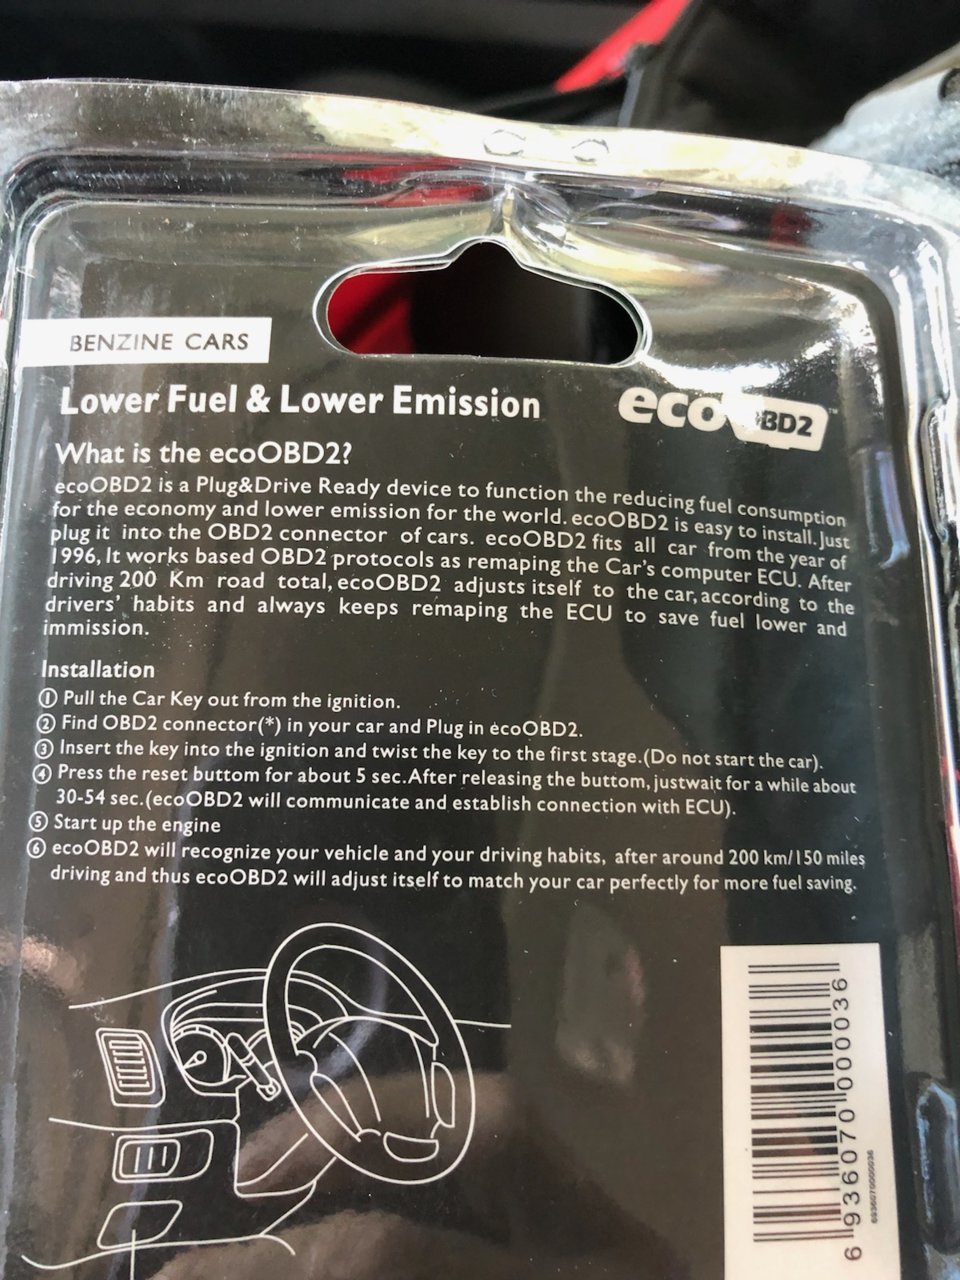 BENZINE CARS
Lower Fuel & Lower Emission
eco OBD2™
What is the ecoOBD2?
ecoOBD2 is a Plug&Drive Ready device to function the reducing fuel consumption
for the economy and lower emission for the world. ecoOBD2 is easy to install. Just
plug it into the OBD2 connector of cars. ecoOBD2 fits all car from the year of
1996, It works based OBD2 protocols as remaping the Car's computer ECU. After
driving 200 Km road total, ecoOBD2 adjusts itself to the car, according to the
drivers' habits and always keeps remaping the ECU to save fuel lower and
immission.
Installation
① Pull the Car Key out from the ignition.
② Find OBD2 connector(*) in your car and Plug in ecoOBD2.
③ Insert the key into the ignition and twist the key to the first stage.(Do not start the car).
④ Press the reset buttom for about 5 sec.After releasing the buttom, justwait for a while about
30-54 sec.(ecoOBD2 will communicate and establish connection with ECU).
⑤ Start up the engine
⑥ ecoOBD2 will recognize your vehicle and your driving habits, after around 200 km/150 miles
driving and thus ecoOBD2 will adjust itself to match your car perfectly for more fuel saving.
6 936070 000036
6936070000036